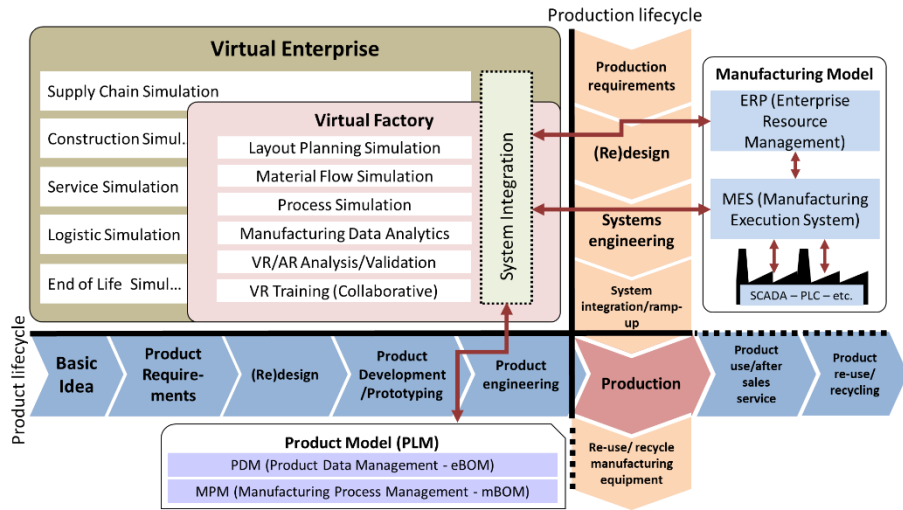 Production lifecycle
Virtual Enterprise
Supply Chain Simulation
Construction Simul..
Service Simulation
Logistic Simulation
End of Life Simul...
Virtual Factory
Layout Planning Simulation
Material Flow Simulation
Process Simulation
Manufacturing Data Analytics
VR/AR Analysis/Validation
VR Training (Collaborative)
System Integration
Production
requirements
(Re)design
Systems
engineering
System
integration/ramp-
up
Manufacturing Model
ERP (Enterprise
Resource
Management)
MES (Manufacturing
Execution System)
SCADA – PLC – etc.
Product lifecycle
Basic
Idea
Product
Require-
ments
(Re)design
Product
Development
/Prototyping
Product
engineering
Production
Product
use/after
sales
service
Product
re-use/
recycling
Product Model (PLM)
PDM (Product Data Management - eBOM)
MPM (Manufacturing Process Management - mBOM)
Re-use/ recycle
manufacturing
equipment